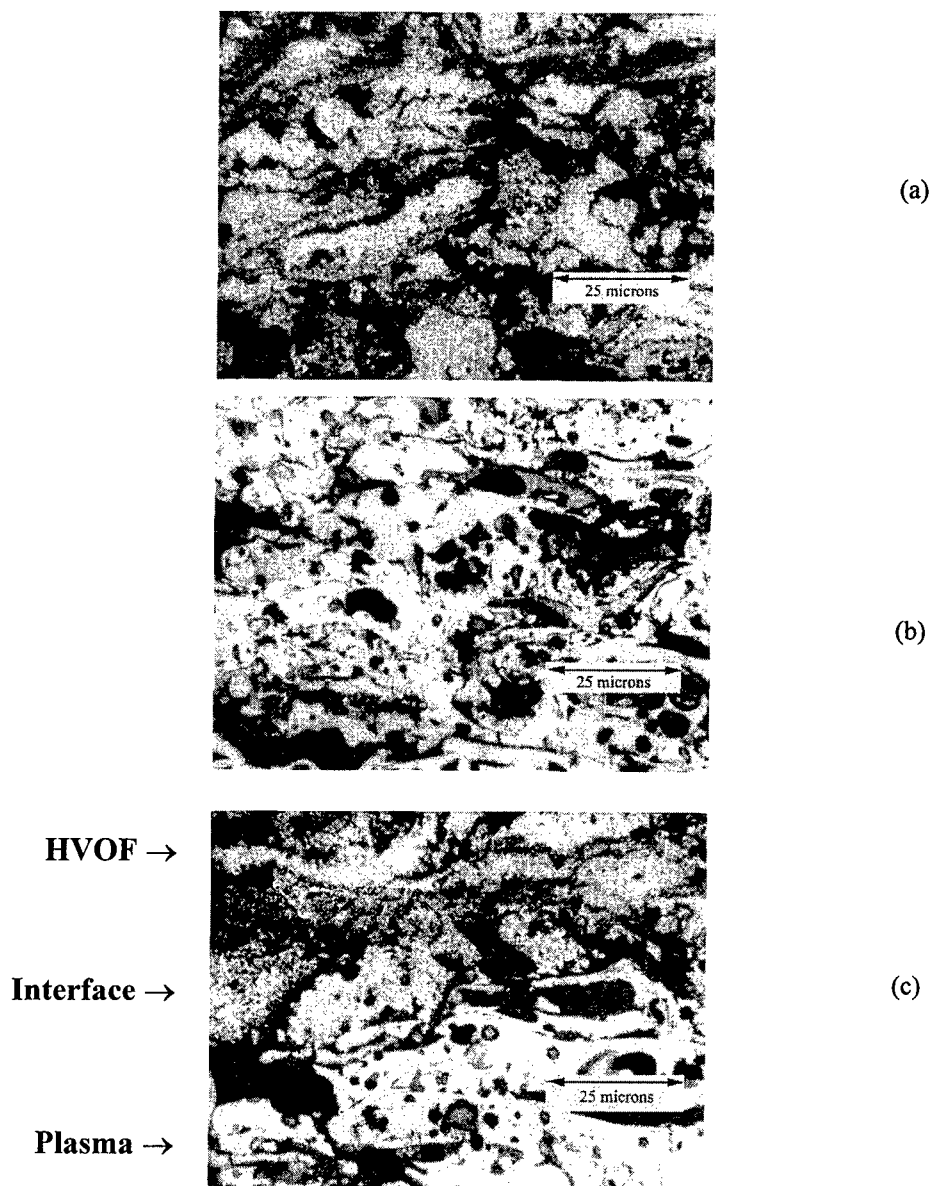 (a)
25 microns
(b)
25 microns
HVOF →
Interface →
(c)
25 microns
Plasma →